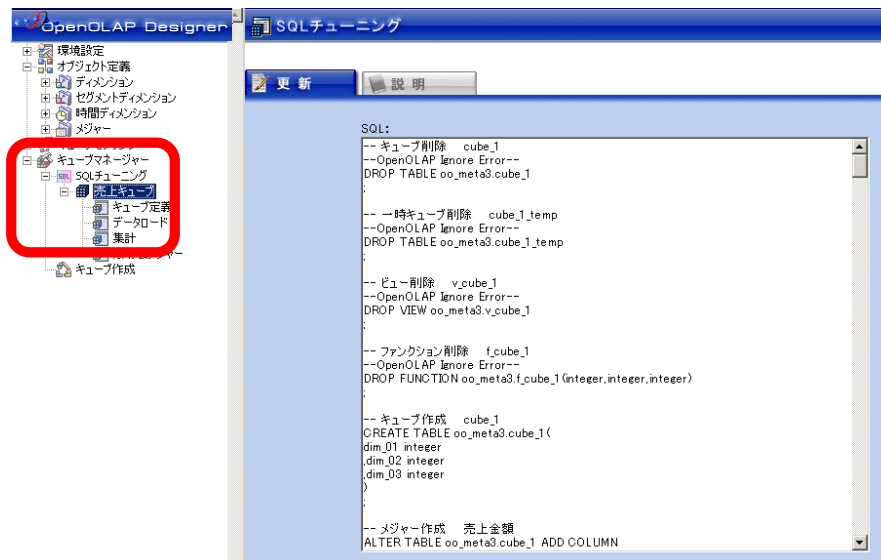 OpenOLAP Designer
環境設定
オブジェクト定義
ディメンション
セグメントディメンション
時間ディメンション
メジャー
キューブマネージャー
SQLチューニング
売上キューブ
キューブ定義
データロード
集計
キューブ作成
SQLチューニング
更 新
説 明
SQL:
-- キューブ削除 cube_1
--OpenOLAP Ignore Error--
DROP TABLE oo_meta3.cube_1
;
-- 一時キューブ削除 cube_1_temp
--OpenOLAP Ignore Error--
DROP TABLE oo_meta3.cube_1_temp
;
-- ビュー削除 v_cube_1
--OpenOLAP Ignore Error--
DROP VIEW oo_meta3.v_cube_1
;
-- ファンクション削除 f_cube_1
--OpenOLAP Ignore Error--
DROP FUNCTION oo_meta3.f_cube_1(integer,integer,integer)
;
-- キューブ作成 cube_1
CREATE TABLE oo_meta3.cube_1(
dim_01 integer
,dim_02 integer
,dim_03 integer
)
;
-- メジャー作成 売上金額
ALTER TABLE oo_meta3.cube_1 ADD COLUMN